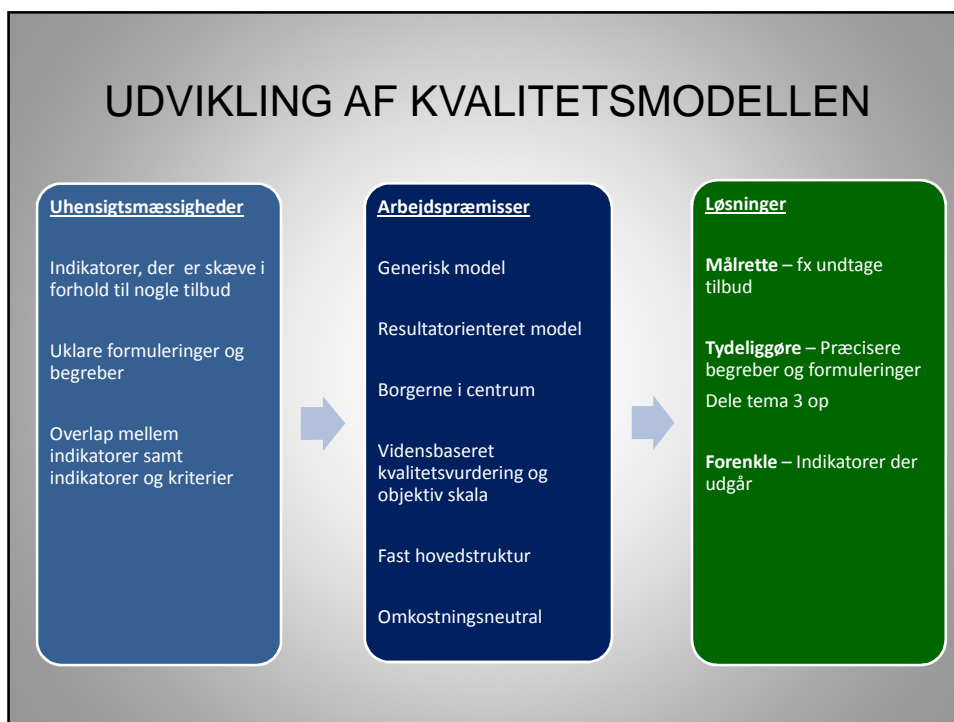 UDVIKLING AF KVALITETSMODELLEN
Uhensigtsmæssigheder
Indikatorer, der er skæve i
forhold til nogle tilbud
Uklare formuleringer og
begreber
Overlap mellem
indikatorer samt
indikatorer og kriterier
Arbejdspræmisser
Generisk model
Resultatorienteret model
Borgerne i centrum
Vidensbaseret
kvalitetsvurdering og
objektiv skala
Fast hovedstruktur
Omkostningsneutral
Løsninger
Målrette – fx undtage
tilbud
Tydeliggøre – Præcisere
begreber og formuleringer
Dele tema 3 op
Forenkle – Indikatorer der
udgår